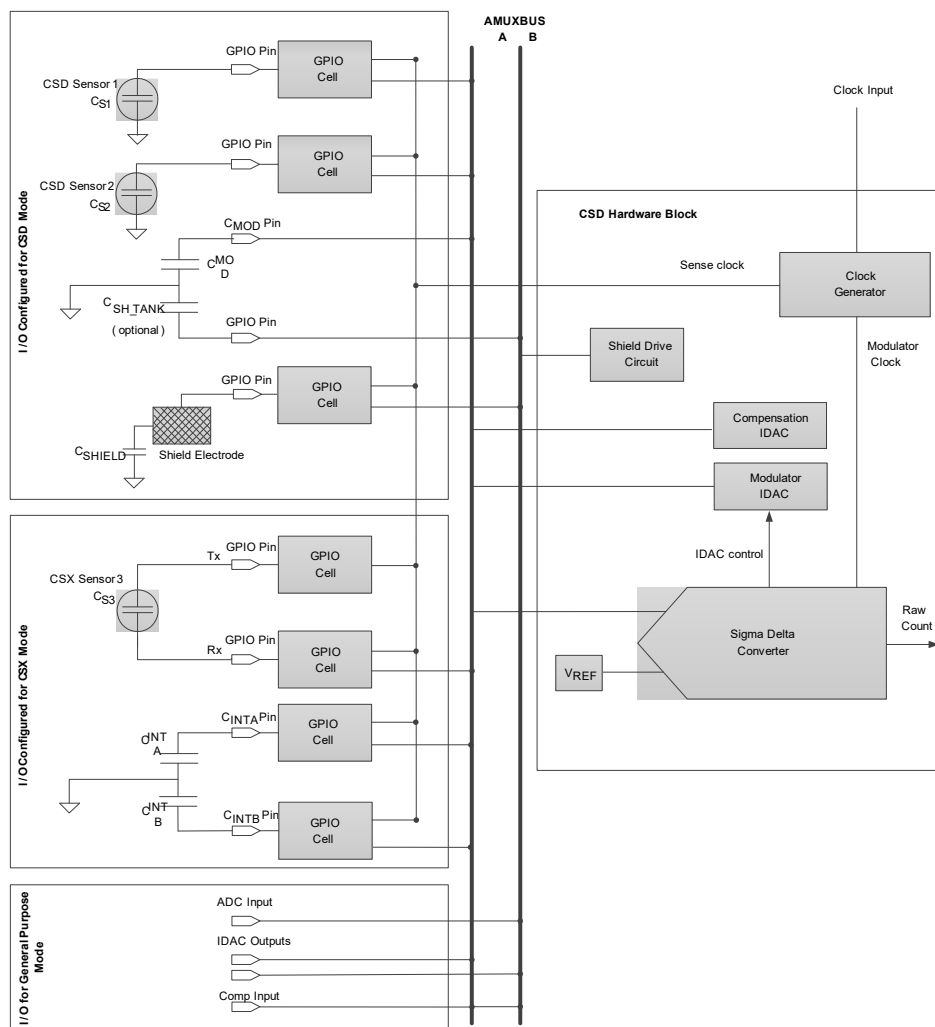 AMUXBUS
A B
I/O Configured for CSD Mode
GPIO Pin
GPIO
Cell
CSD Sensor 1
CS1
GPIO Pin
GPIO
Cell
CSD Sensor 2
CS2
CMOD Pin
CMO
D
CSH_TANK
(optional)
GPIO Pin
GPIO Pin
GPIO
Cell
CSHIELD
Shield Electrode
I/O Configured for CSX Mode
Tx
GPIO Pin
GPIO
Cell
CSX Sensor 3
CS3
GPIO Pin
Rx
GPIO
Cell
CINTA Pin
GPIO
Cell
CINT
A
CINT
B
CINTB Pin
GPIO
Cell
I/O for General Purpose
Mode
ADC Input
IDAC Outputs
Comp Input
Clock Input
CSD Hardware Block
Sense clock
Clock
Generator
Shield Drive
Circuit
Modulator
Clock
Compensation
IDAC
Modulator
IDAC
IDAC control
Sigma Delta
Converter
Raw
Count
VREF